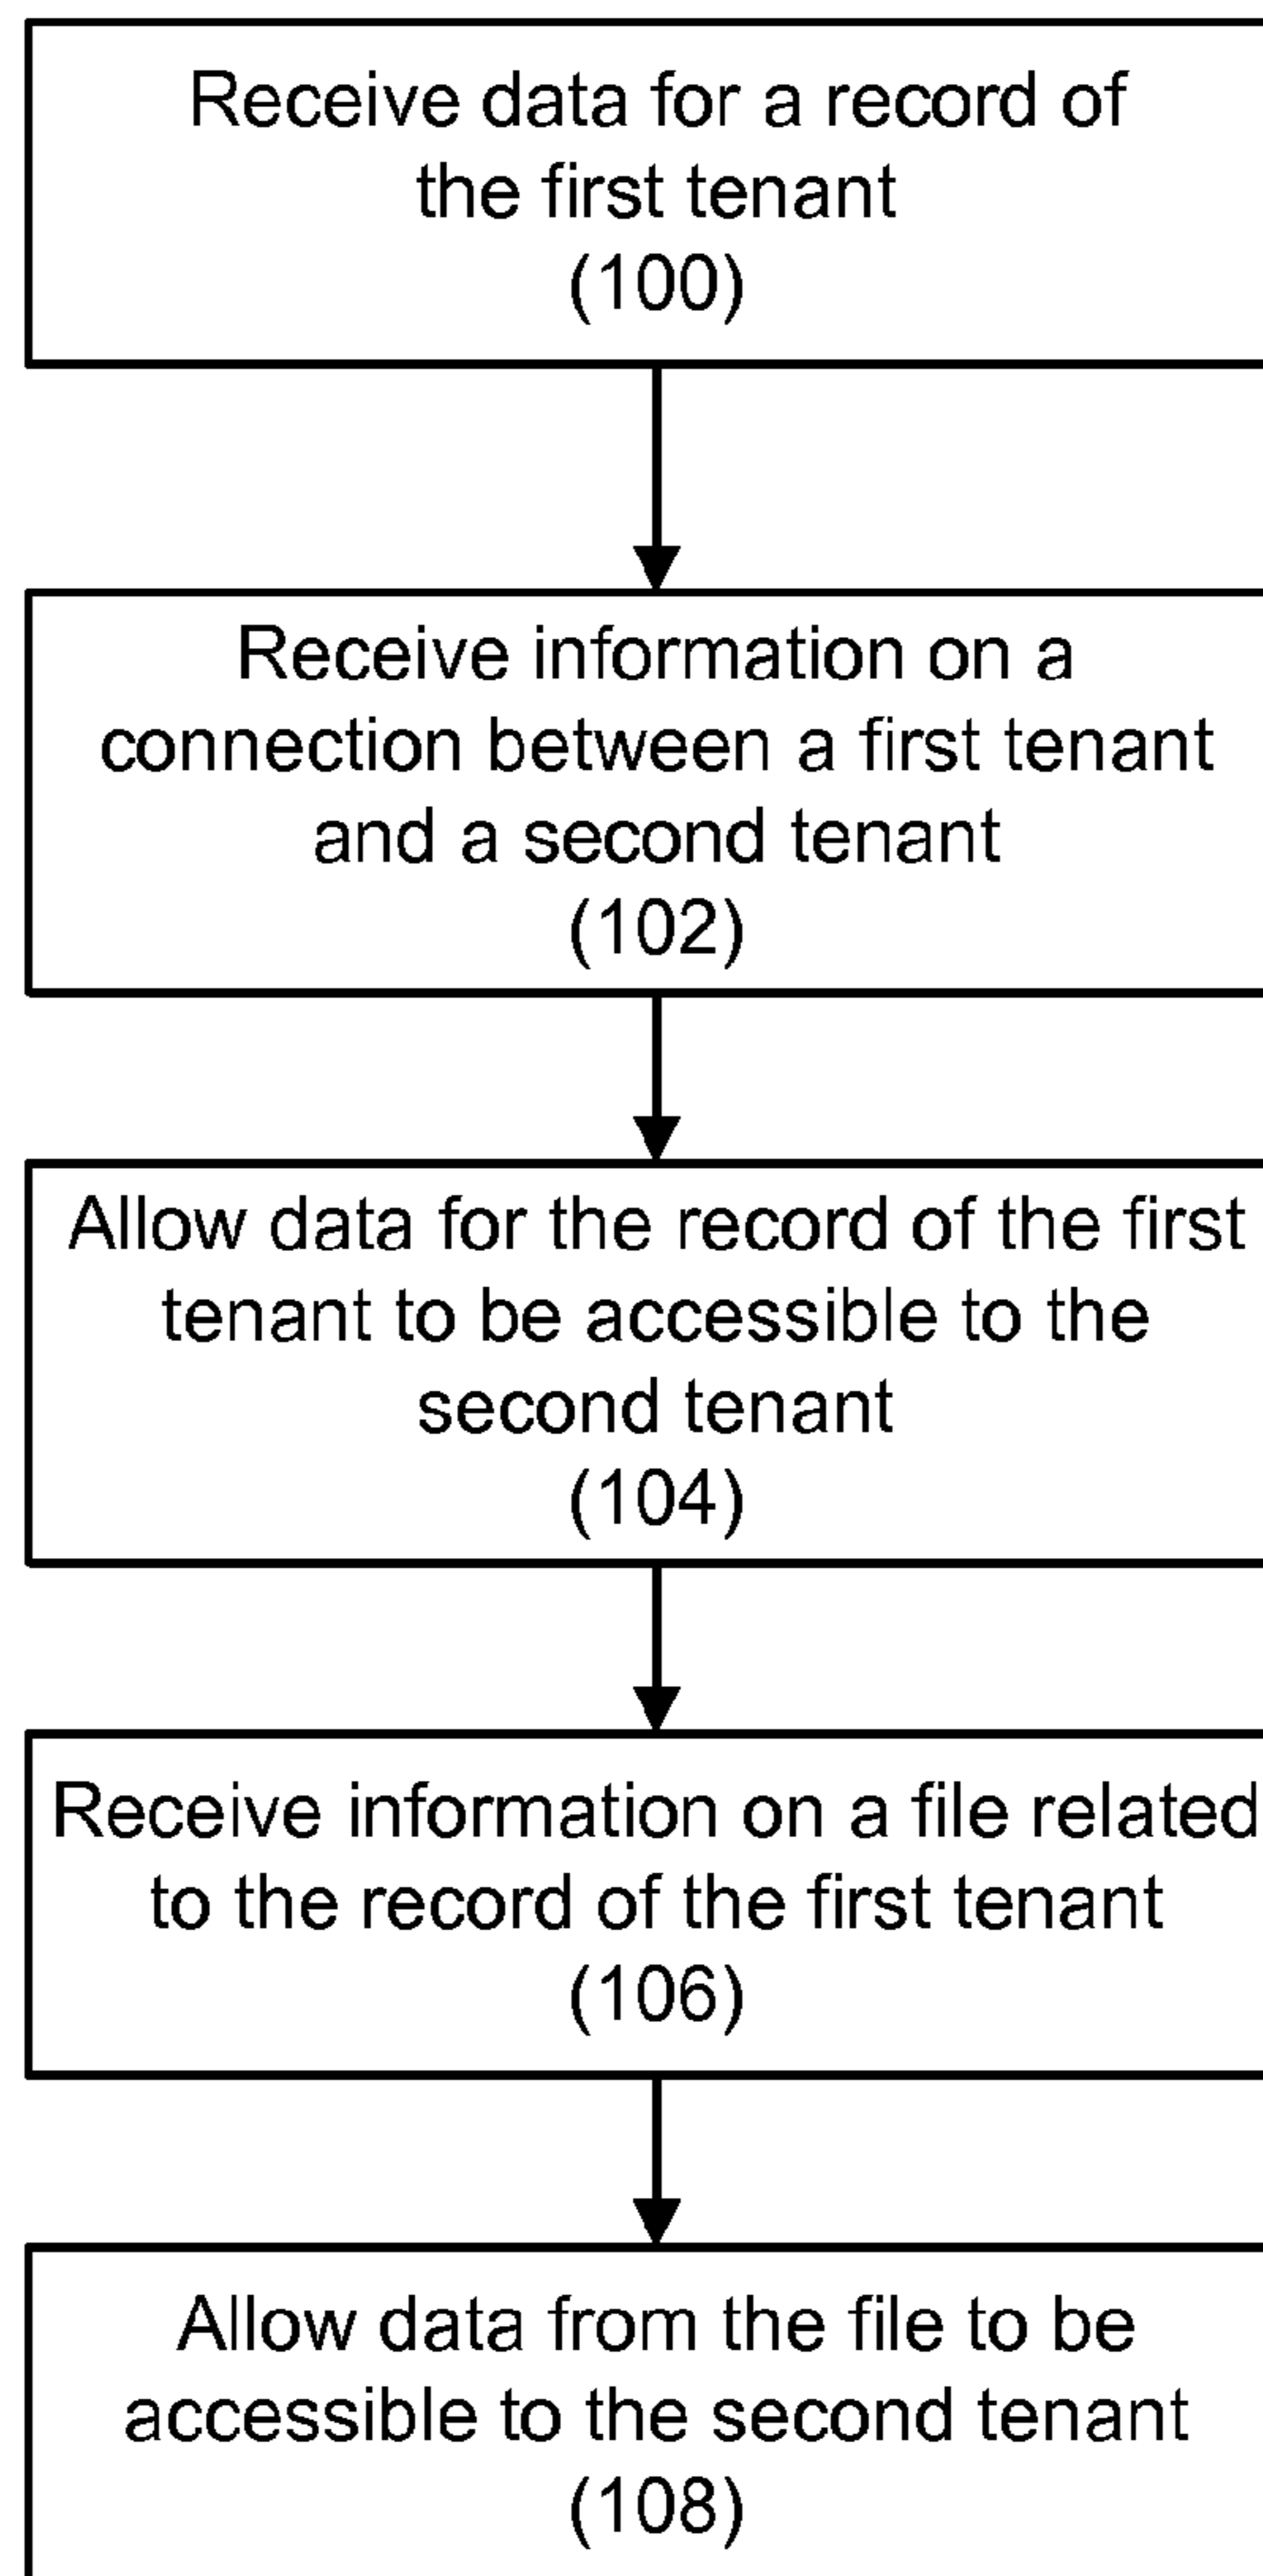 Receive data for a record of
the first tenant
(100)
Receive information on a
connection between a first tenant
and a second tenant
(102)
Allow data for the record of the first
tenant to be accessible to the
second tenant
(104)
Receive information on a file related
to the record of the first tenant
(106)
Allow data from the file to be
accessible to the second tenant
(108)